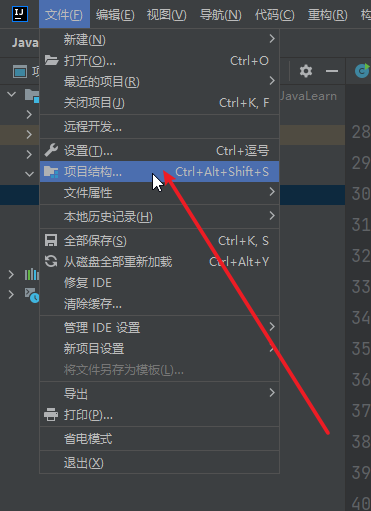 文件(F) 编辑(E) 视图(V) 导航(N) 代码(C) 重构(R)
JavaL
新建(N)
打开(O)... Ctrl+O
最近的项目(R)
关闭项目(J) Ctrl+K, F
JavaLearn
远程开发...
28
设置(T)... Ctrl+逗号
29
项目结构... Ctrl+Alt+Shift+S
30
文件属性
31
本地历史记录(H)
全部保存(S) Ctrl+K, S
32
从磁盘全部重新加载 Ctrl+Alt+Y
33
修复 IDE
清除缓存...
34
管理 IDE 设置
35
新项目设置
将文件另存为模板(L)...
36
导出
37
打印(P)...
38
省电模式
退出(X)
39
40